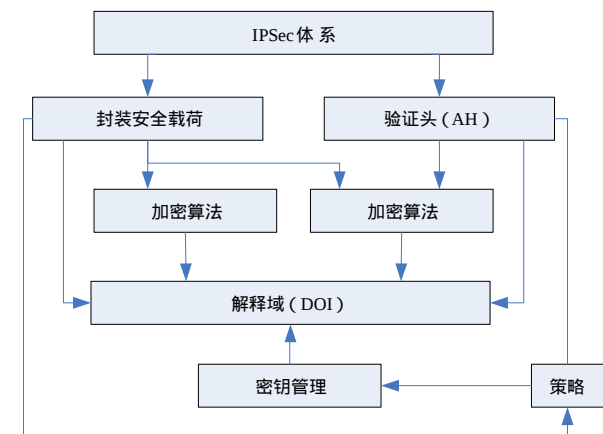 IPSec体 系
封装安全载荷
验证头（AH）
加密算法
加密算法
解释域（DOI）
密钥管理
策略